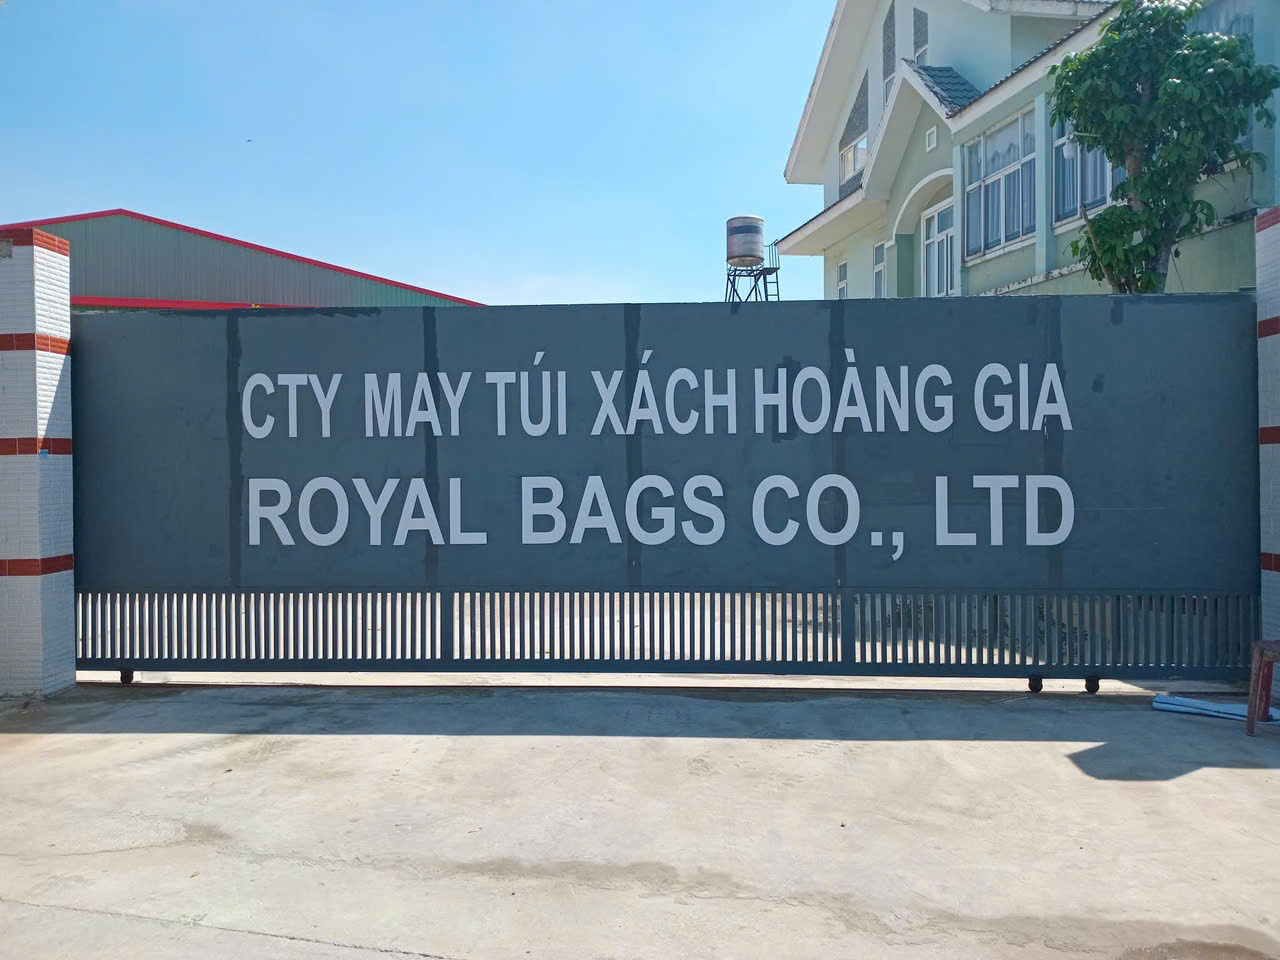 CTY MAY TÚI XÁCH HOÀNG GIA
ROYAL BAGS CO., LTD